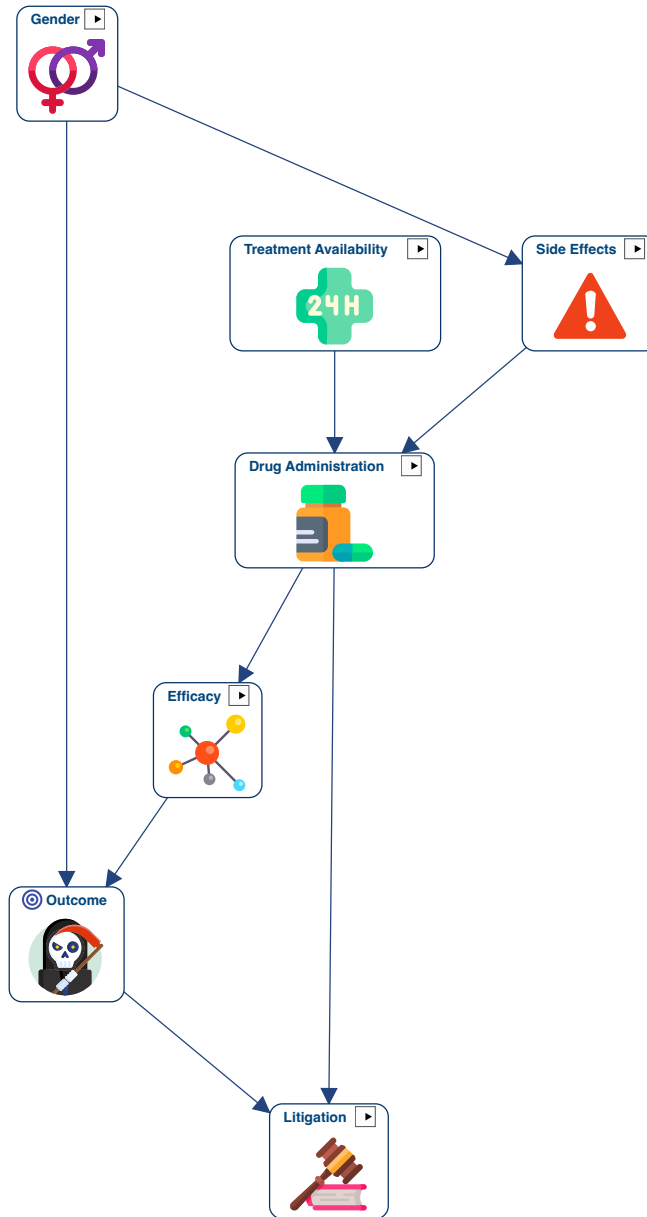 Gender
Treatment Availability
Side Effects
24H
Drug Administration
Efficacy
Outcome
Litigation